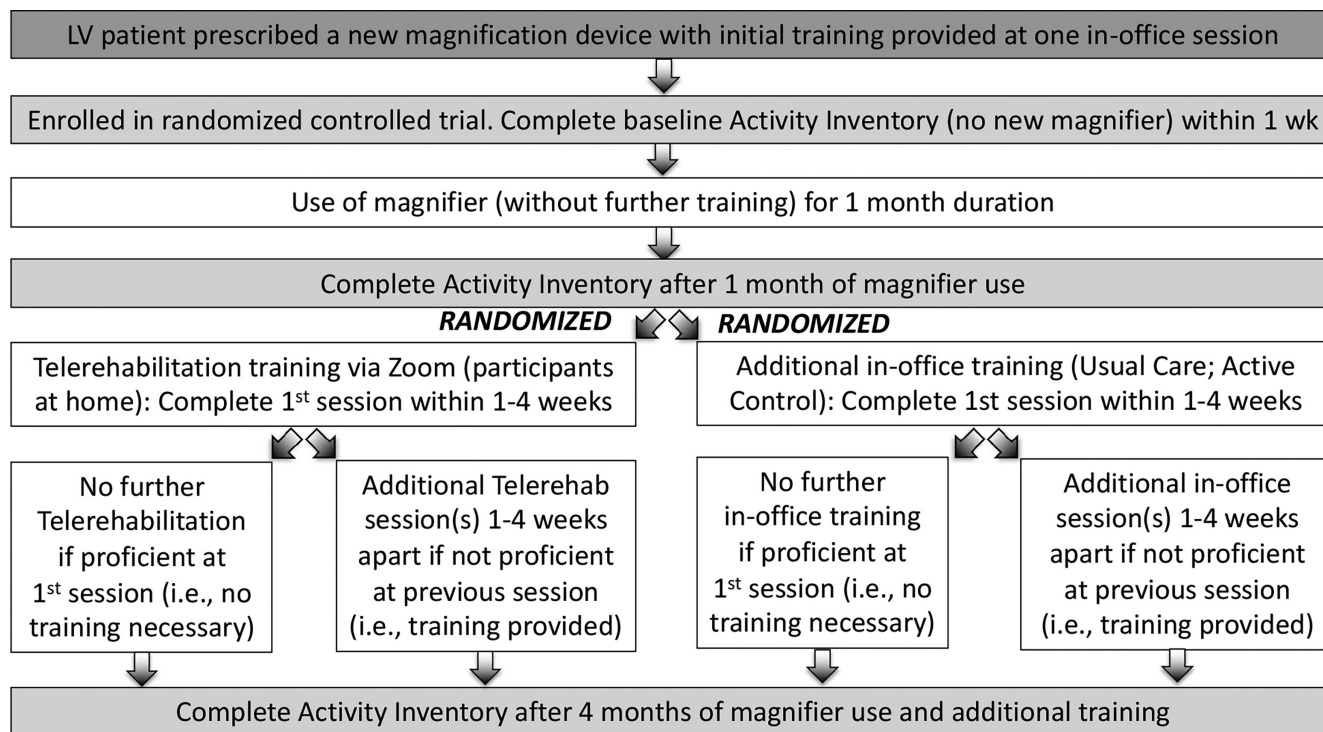 LV patient prescribed a new magnification device with initial training provided at one in-office session
Enrolled in randomized controlled trial. Complete baseline Activity Inventory (no new magnifier) within 1 wk
Use of magnifier (without further training) for 1 month duration
Complete Activity Inventory after 1 month of magnifier use
RANDOMIZED
RANDOMIZED
Telerehabilitation training via Zoom (participants
at home): Complete 1st session within 1-4 weeks
Additional in-office training (Usual Care; Active
Control): Complete 1st session within 1-4 weeks
No further
Telerehabilitation
if proficient at
1st session (i.e., no
training necessary)
Additional Telerehab
session(s) 1-4 weeks
apart if not proficient
at previous session
(i.e., training provided)
No further
in-office training
if proficient at
1st session (i.e., no
training necessary)
Additional in-office
session(s) 1-4 weeks
apart if not proficient
at previous session
(i.e., training provided)
Complete Activity Inventory after 4 months of magnifier use and additional training